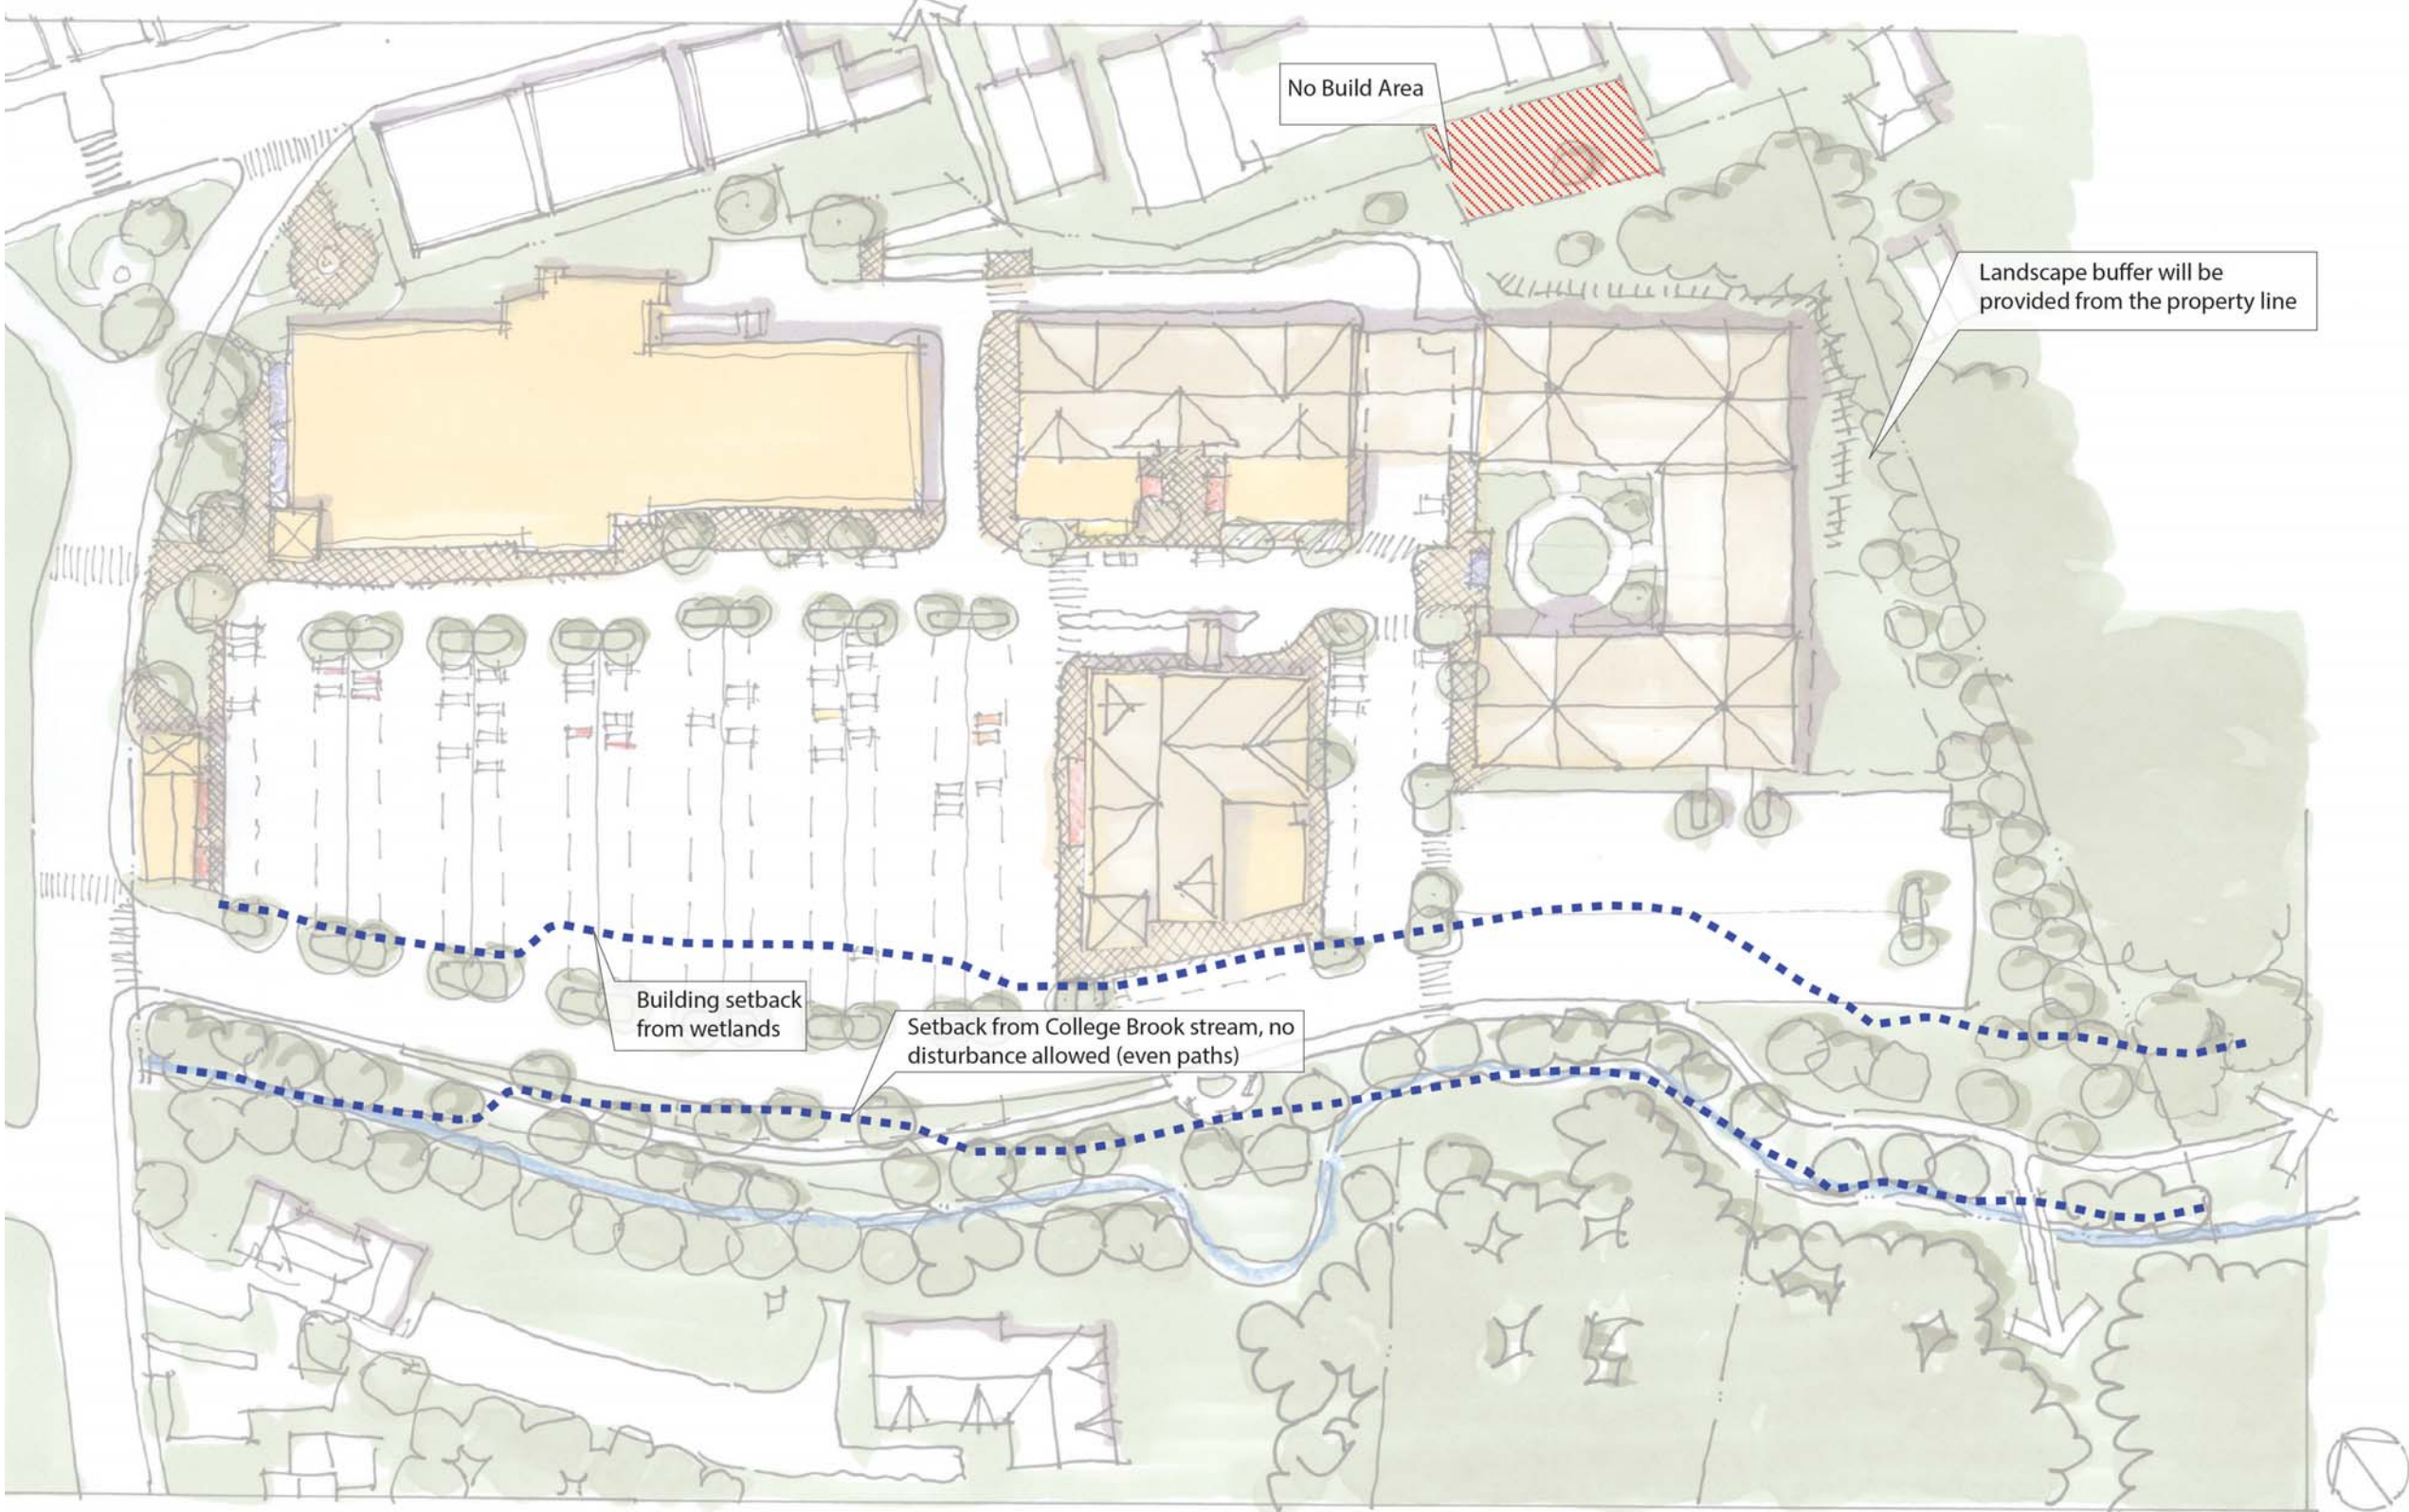 No Build Area
Landscape buffer will be
provided from the property line
Building setback
from wetlands
Setback from College Brook stream, no
disturbance allowed (even paths)